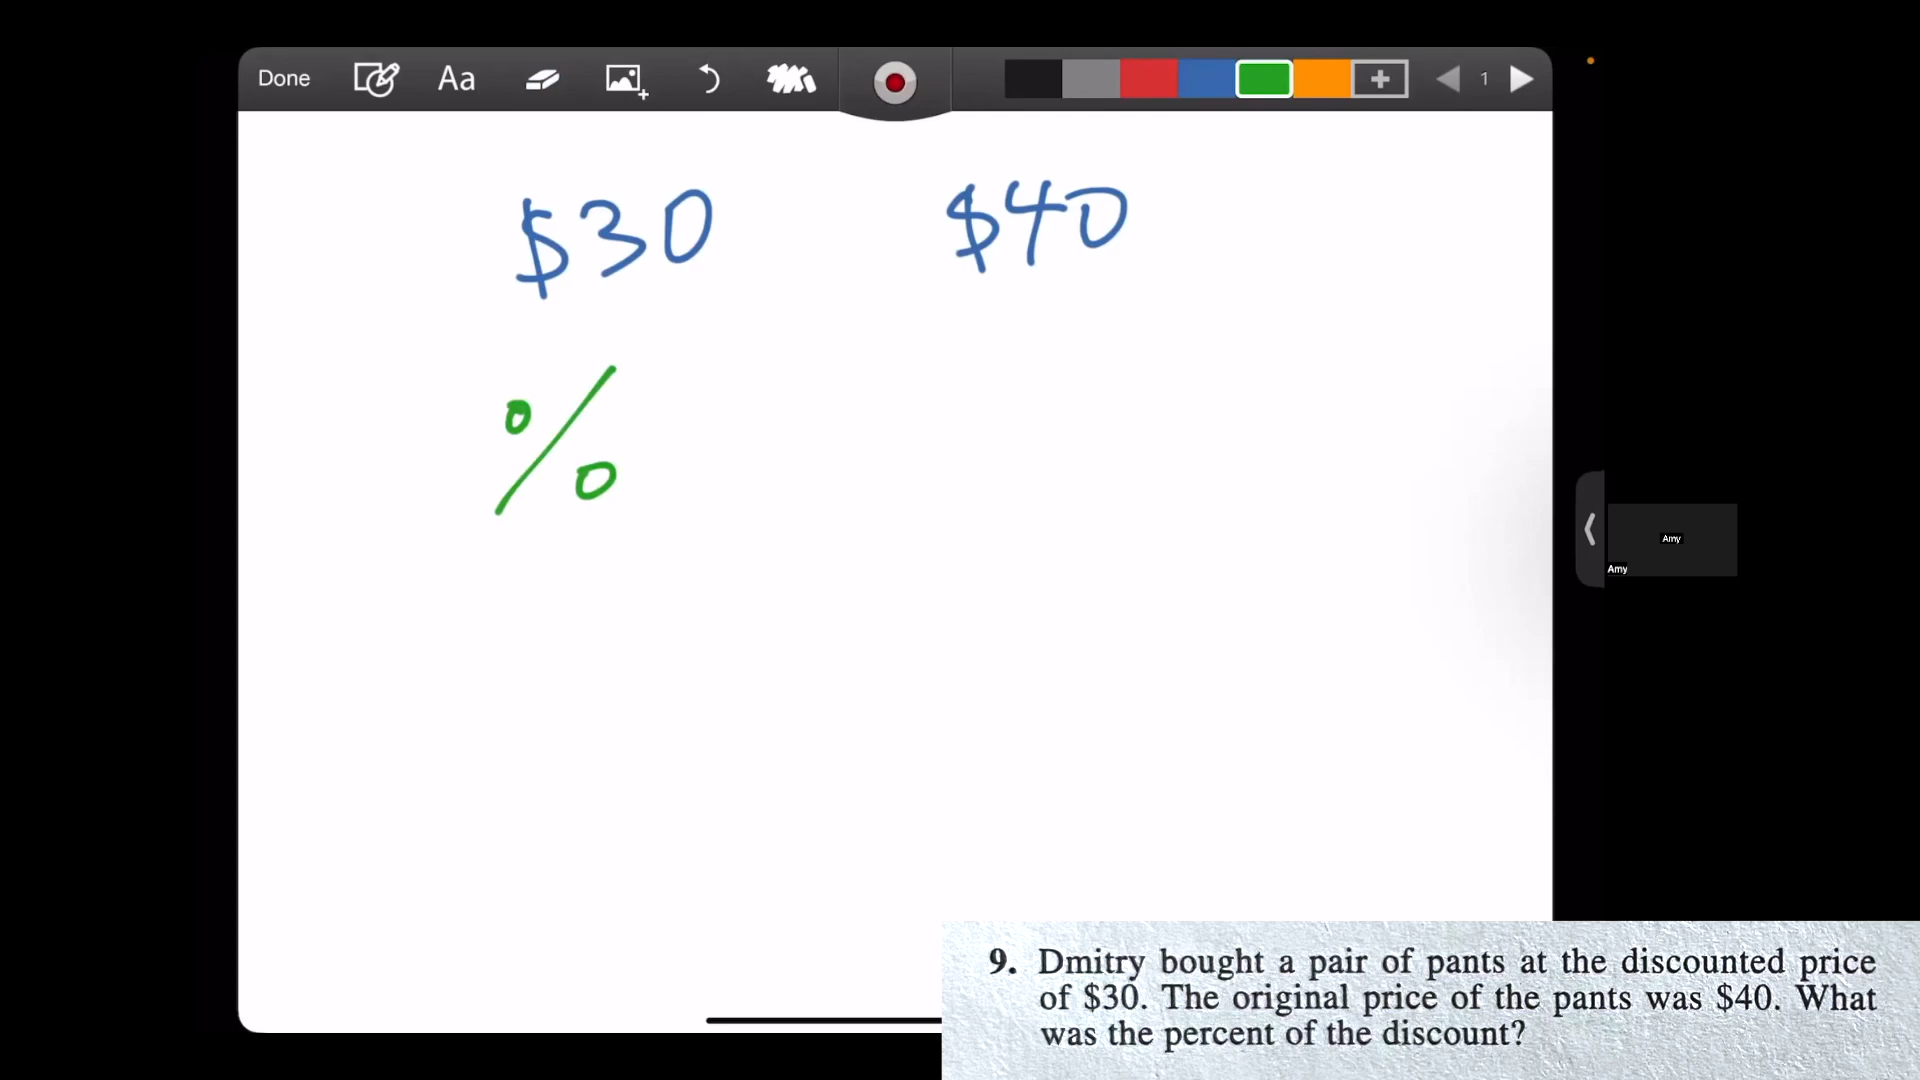 Done Aa 1
$30 $40
%
Amy
Amy
9. Dmitry bought a pair of pants at the discounted price
of $30. The original price of the pants was $40. What
was the percent of the discount?